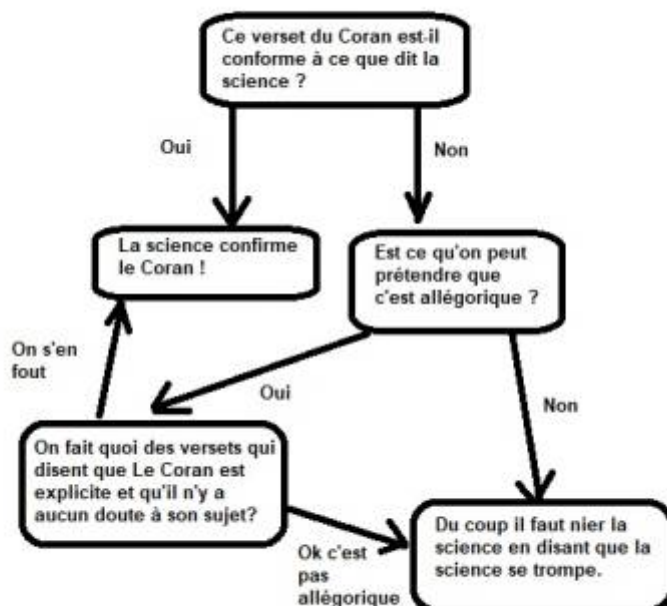 Ce verset du Coran est-il
conforme à ce que dit la
science ?
Oui
Non
La science confirme
le Coran !
Est ce qu'on peut
prétendre que
c'est allégorique ?
On s'en
fout
Oui
Non
On fait quoi des versets qui
disent que Le Coran est
explicite et qu'il n'y a
aucun doute à son sujet?
Ok c'est
pas
allégorique
Du coup il faut nier la
science en disant que la
science se trompe.